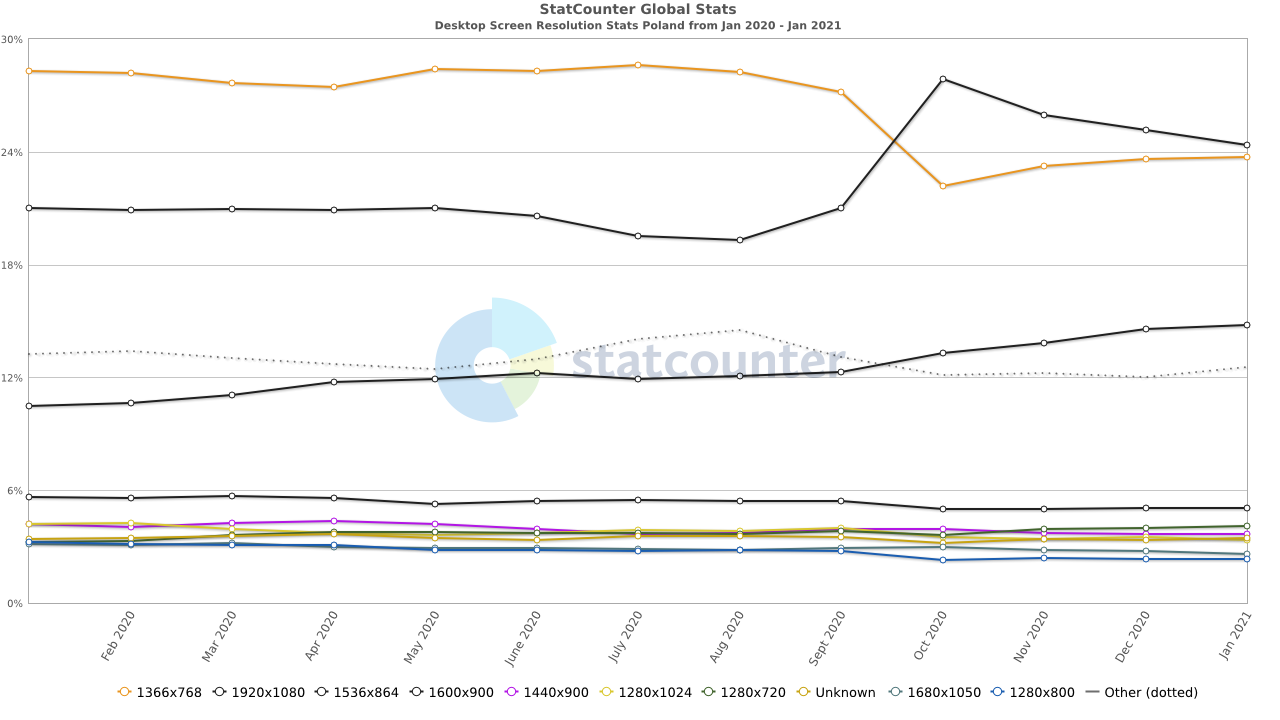 StatCounter Global Stats
Desktop Screen Resolution Stats Poland from Jan 2020 - Jan 2021
30%
24%
18%
12%
6%
0%
statcounter
Feb 2020
Mar 2020
Apr 2020
May 2020
June 2020
July 2020
Aug 2020
Sept 2020
Oct 2020
Nov 2020
Dec 2020
Jan 2021
1366x768 1920x1080 1536x864 1600x900 1440x900 1280x1024 1280x720 Unknown 1680x1050 1280x800 Other (dotted)